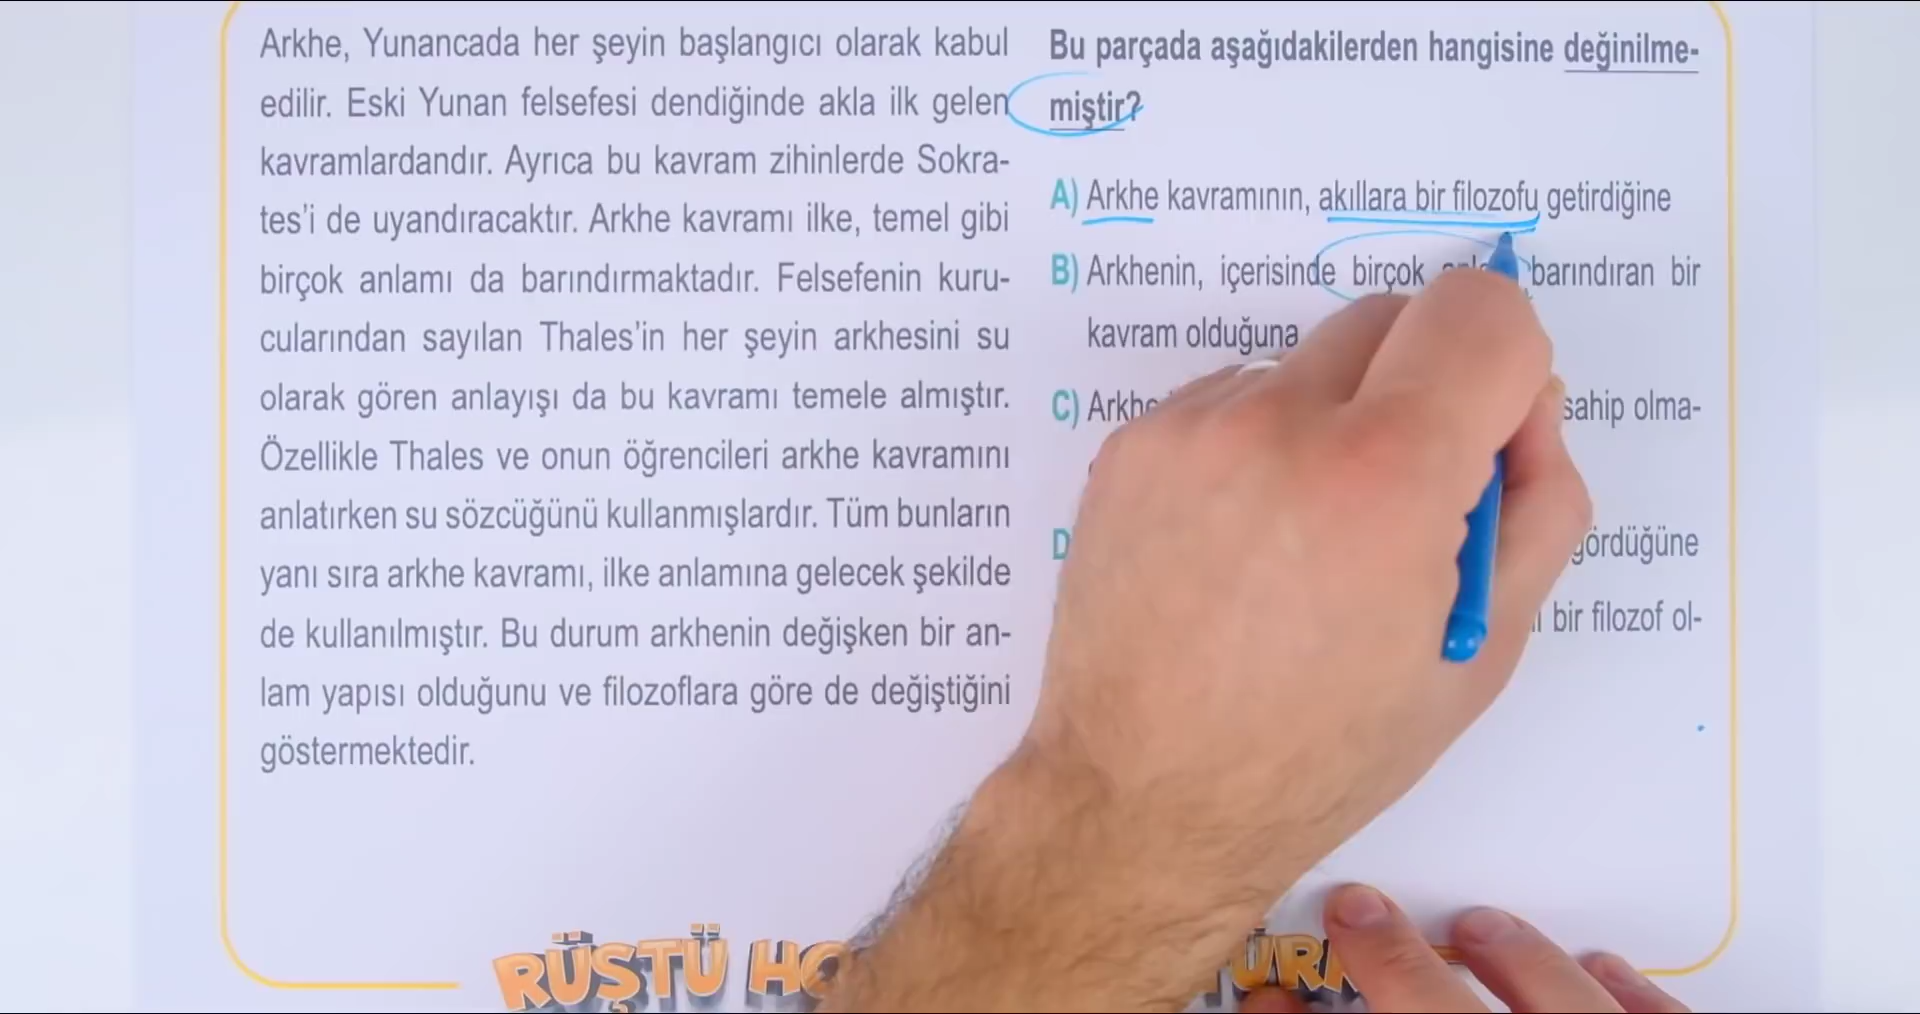 Arkhe, Yunancada her şeyin başlangıcı olarak kabul
edilir. Eski Yunan felsefesi dendiğinde akla ilk gelen
kavramlardandır. Ayrıca bu kavram zihinlerde Sokra-
tes’i de uyandıracaktır. Arkhe kavramı ilke, temel gibi
birçok anlamı da barındırmaktadır. Felsefenin kuru-
cularından sayılan Thales’in her şeyin arkhesini su
olarak gören anlayışı da bu kavramı temele almıştır.
Özellikle Thales ve onun öğrencileri arkhe kavramını
anlatırken su sözcüğünü kullanmışlardır. Tüm bunların
yanı sıra arkhe kavramı, ilke anlamına gelecek şekilde
de kullanılmıştır. Bu durum arkhenin değişken bir an-
lam yapısı olduğunu ve filozoflara göre de değiştiğini
göstermektedir.
Bu parçada aşağıdakilerden hangisine değinilme-
miştir?
A) Arkhe kavramının, akıllara bir filozofu getirdiğine
B) Arkhenin, içerisinde birçok barındıran bir
kavram olduğuna
C) Arkhe sahip olma-
D gördüğüne
bir filozof ol-
RÜŞTÜ